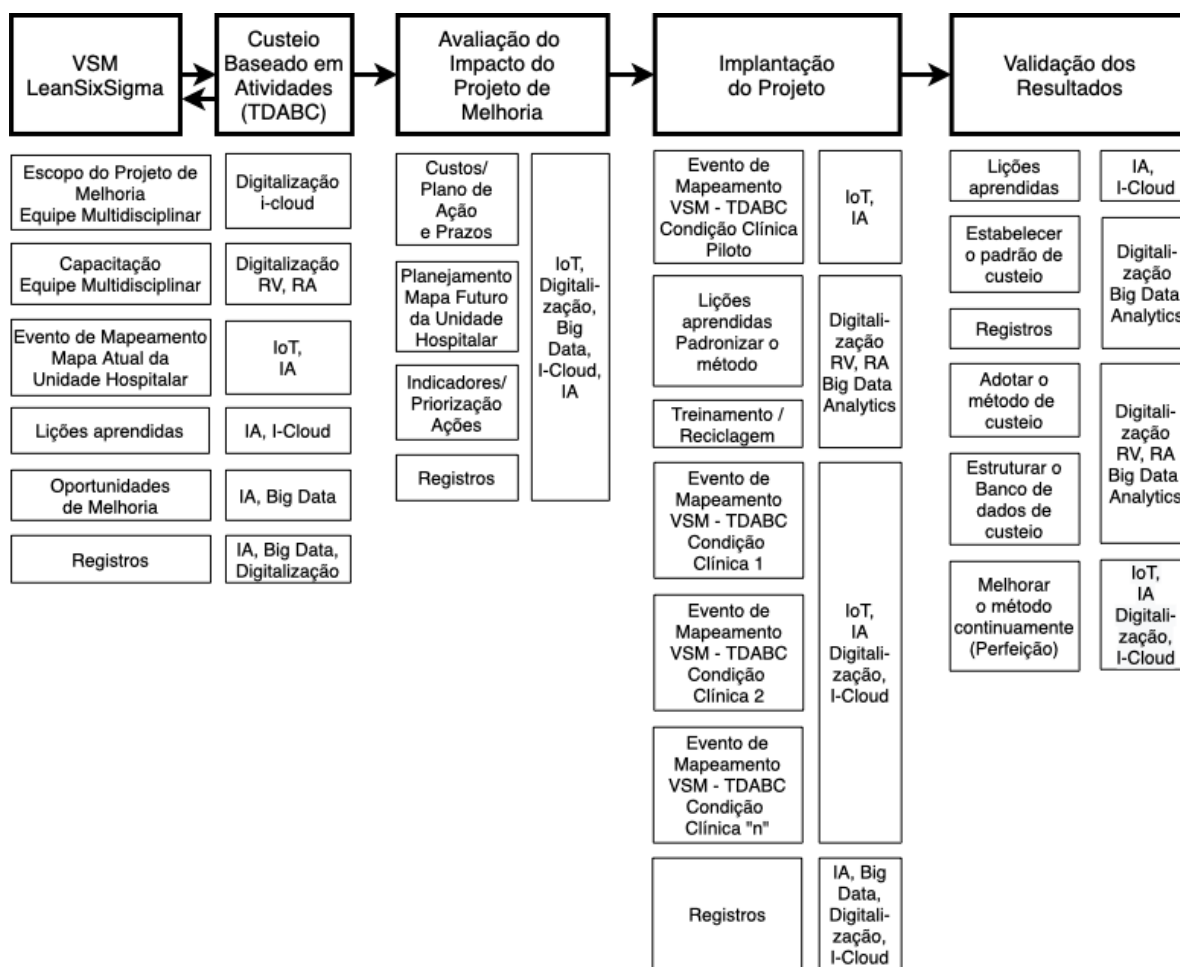 VSM
LeanSixSigma
Custeio
Baseado em
Atividades
(TDABC)
Avaliação do
Impacto do
Projeto de
Melhoria
Implantação
do Projeto
Validação dos
Resultados
Escopo do Projeto de
Melhoria
Equipe Multidisciplinar
Digitalização
i-cloud
Capacitação
Equipe Multidisciplinar
Digitalização
RV, RA
Evento de Mapeamento
Mapa Atual da
Unidade Hospitalar
IoT,
IA
Lições aprendidas
IA, I-Cloud
Oportunidades
de Melhoria
IA, Big Data
Registros
IA, Big Data,
Digitalização
Custos/
Plano de
Ação
e Prazos
Planejamento
Mapa Futuro
da Unidade
Hospitalar
Indicadores/
Priorização
Ações
Registros
IoT,
Digitali-
zação,
Big
Data,
I-Cloud,
IA
Evento de
Mapeamento
VSM - TDABC
Condição Clínica
Piloto
IoT,
IA
Lições
aprendidas
Padronizar o
método
Treinamento /
Reciclagem
Digitali-
zação
RV, RA
Big Data
Analytics
Evento de
Mapeamento
VSM - TDABC
Condição
Clínica 1
Evento de
Mapeamento
VSM - TDABC
Condição
Clínica 2
Evento de
Mapeamento
VSM - TDABC
Condição
Clínica "n"
IoT,
IA
Digitali-
zação,
I-Cloud
Registros
IA, Big
Data,
Digitali-
zação,
I-Cloud
Lições
aprendidas
IA,
I-Cloud
Estabelecer
o padrão de
custeio
Registros
Digitali-
zação
Big Data
Analytics
Adotar o
método de
custeio
Estruturar o
Banco de
dados de
custeio
Digitali-
zação
RV, RA
Big Data
Analytics
Melhorar
o método
continuamente
(Perfeição)
IoT,
IA
Digitali-
zação,
I-Cloud